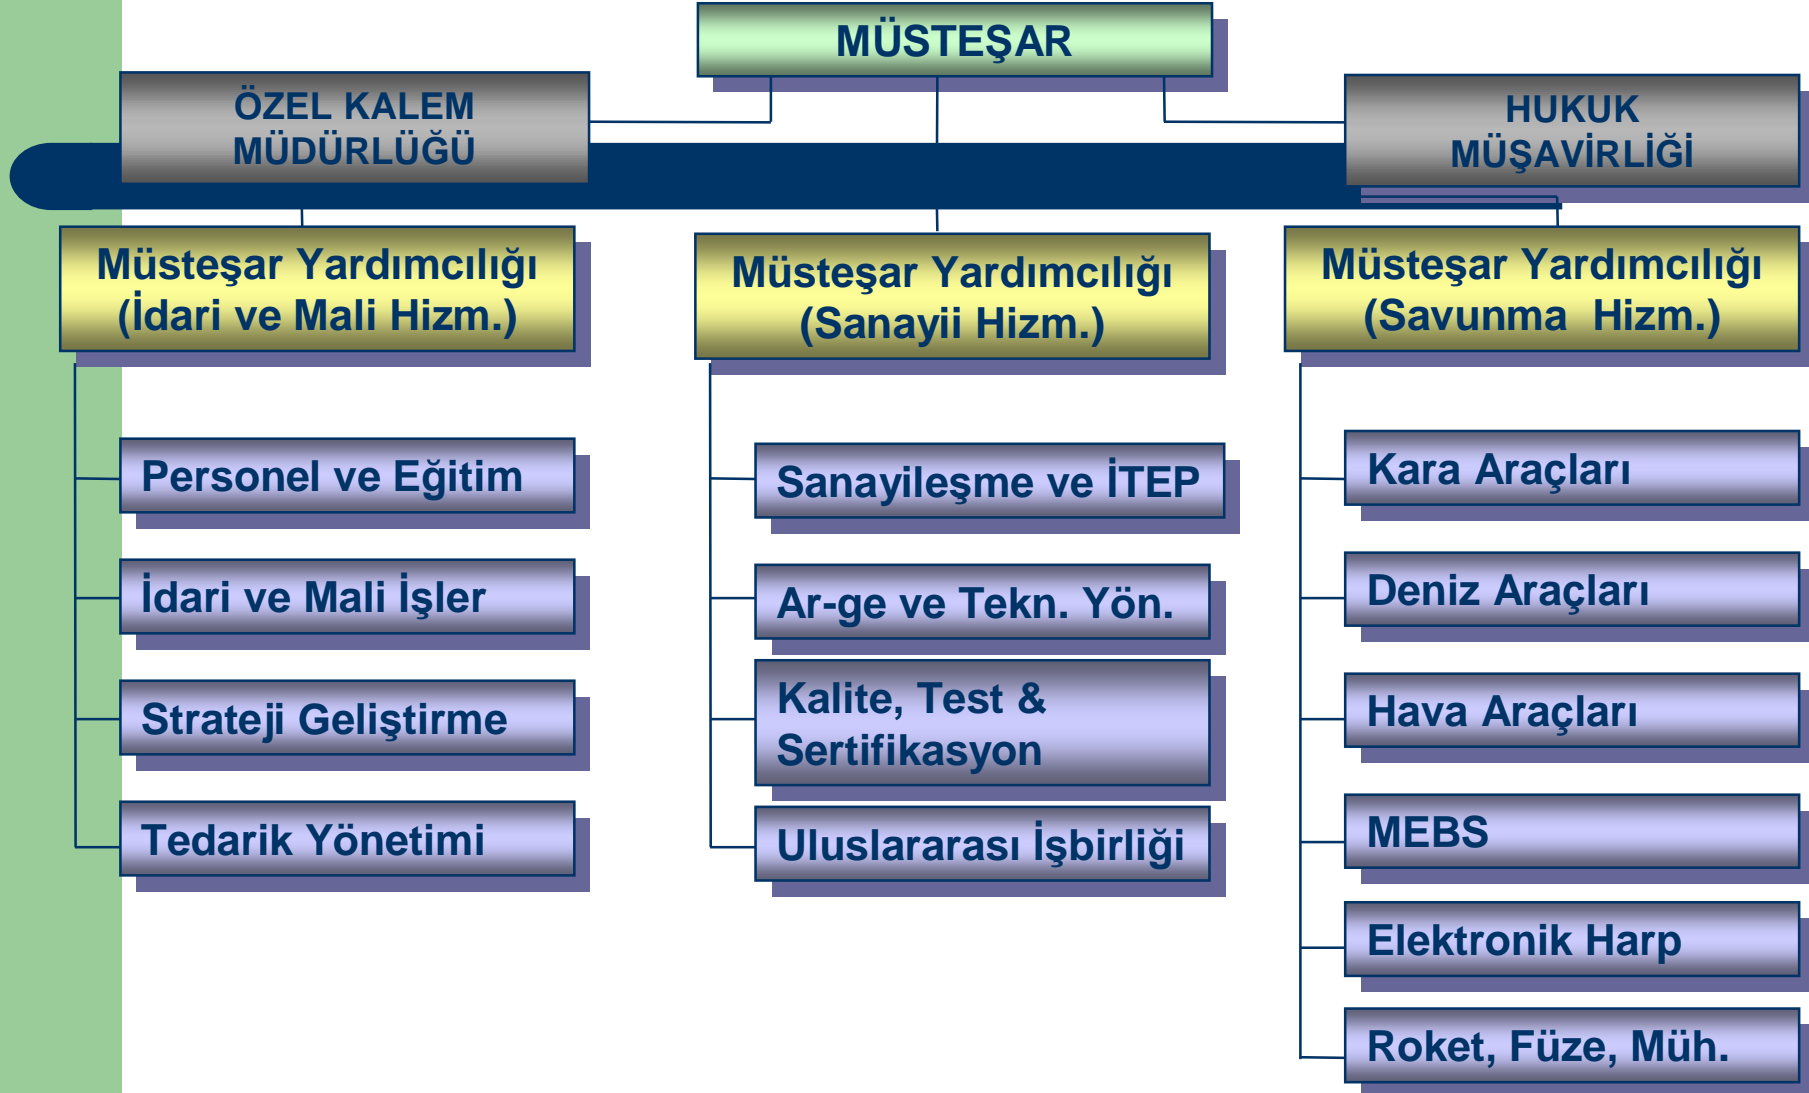 MÜSTEŞAR
ÖZEL KALEM
MÜDÜRLÜĞÜ
HUKUK
MÜŞAVİRLİĞİ
Müsteşar Yardımcılığı
(İdari ve Mali Hizm.)
Müsteşar Yardımcılığı
(Sanayii Hizm.)
Müsteşar Yardımcılığı
(Savunma  Hizm.)
Personel ve Eğitim
İdari ve Mali İşler
Strateji Geliştirme
Tedarik Yönetimi
Sanayileşme ve İTEP
Ar-ge ve Tekn. Yön.
Kalite, Test &
Sertifikasyon
Uluslararası İşbirliği
Kara Araçları
Deniz Araçları
Hava Araçları
MEBS
Elektronik Harp
Roket, Füze, Müh.